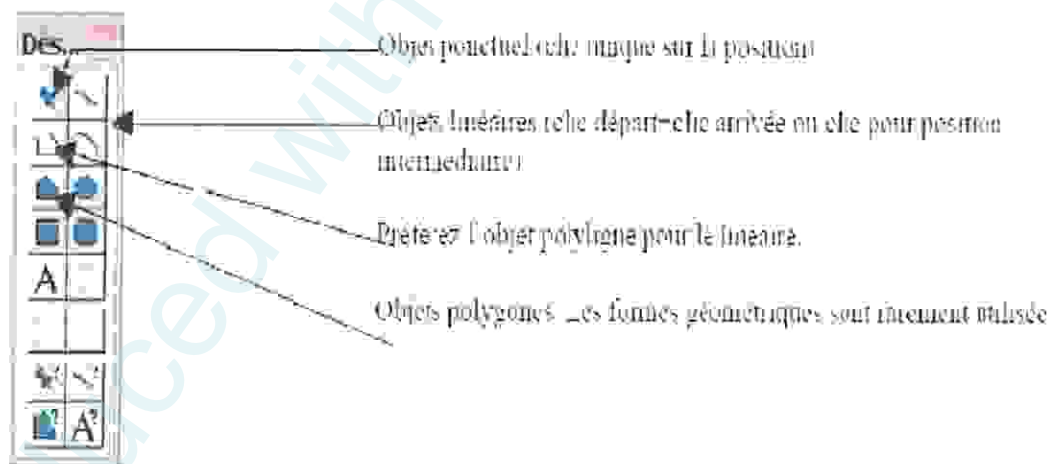 Des...
Objet ponctuel (clic unique sur la position)
Objets linéaires (clic départ-clic arrivée ou clic pour position
intermédiaire)
Préférez l'objet polyligne pour le linéaire.
Objets polygones. Les formes géométriques sont rarement utilisée
A
A?